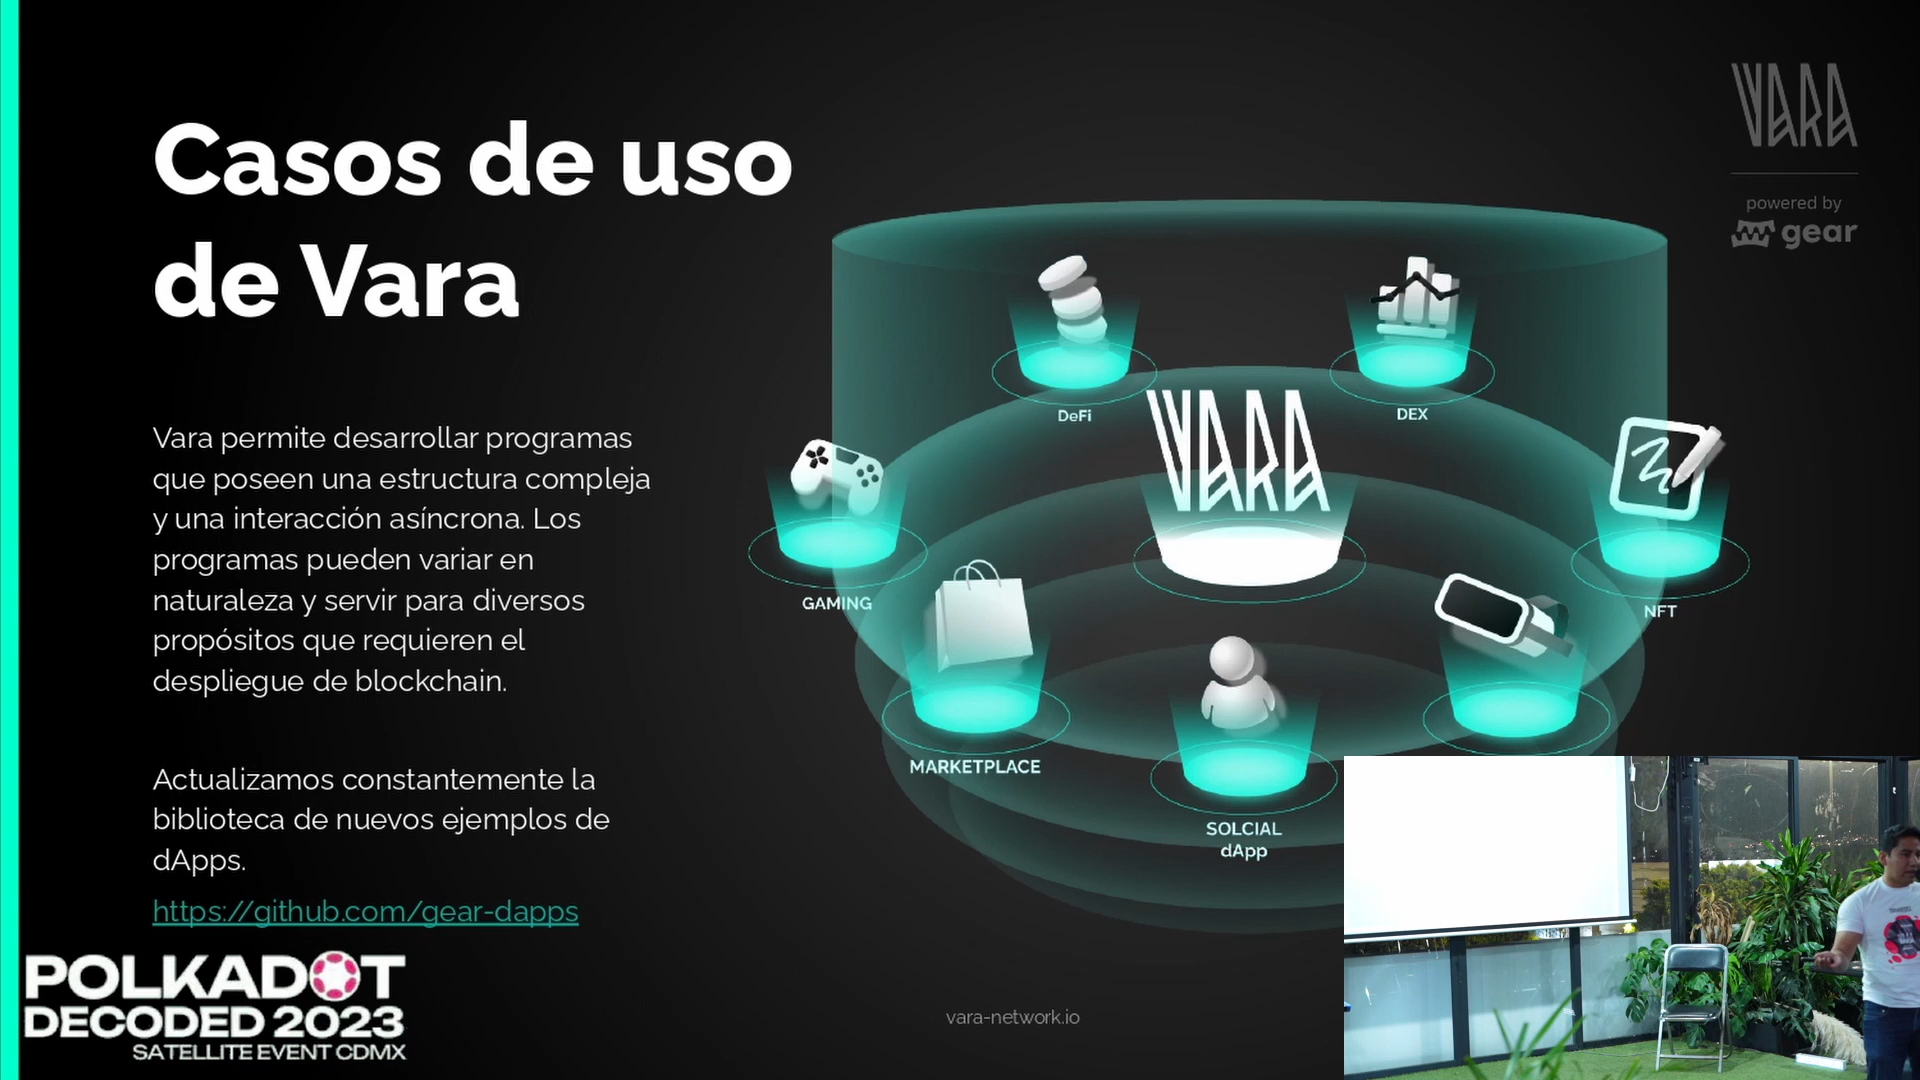 Casos de uso
de Vara
Vara permite desarrollar programas
que poseen una estructura compleja
y una interacción asíncrona. Los
programas pueden variar en
naturaleza y servir para diversos
propósitos que requieren el
despliegue de blockchain.
Actualizamos constantemente la
biblioteca de nuevos ejemplos de
dApps.
https://github.com/gear-dapps
VARA
powered by
gear
DeFi
DEX
VARA
GAMING
NFT
MARKETPLACE
SOLCIAL
dApp
vara-network.io
POLKADOT
DECODED 2023
SATELLITE EVENT CDMX